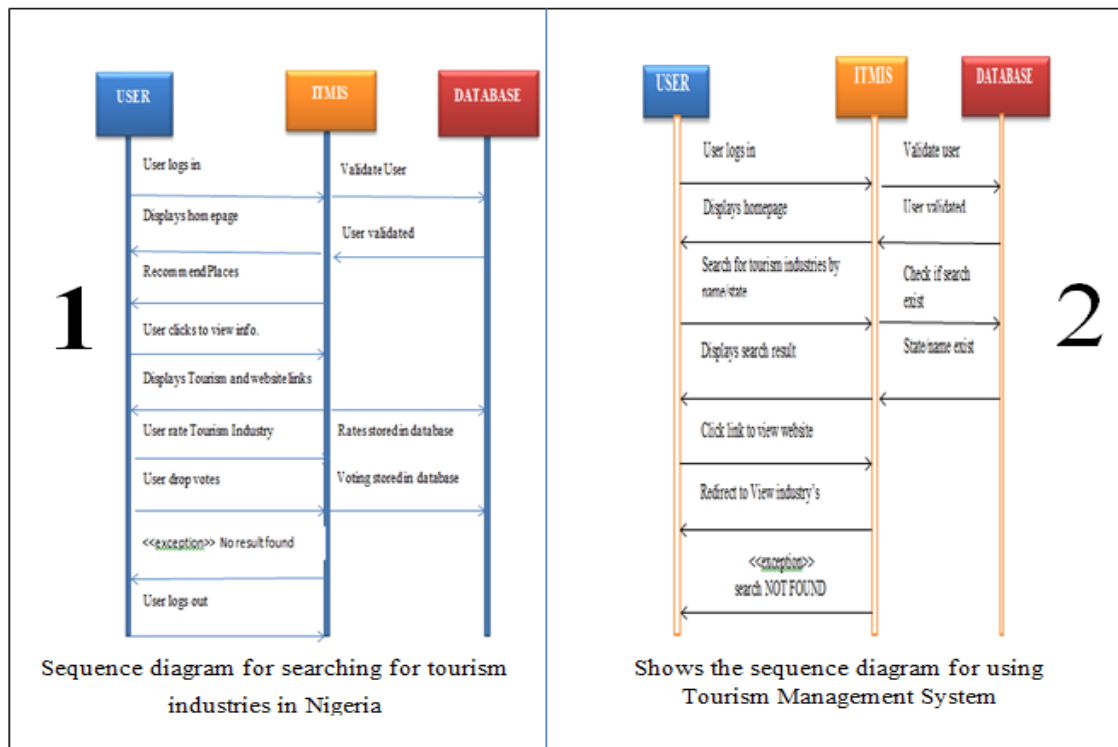 1
USER
ITMIS
DATABASE
User logs in
Validate User
Displays homepage
User validated
Recommend Places
User clicks to view info.
Displays Tourism and website links
User rate Tourism Industry
Rates stored in database
User drop votes
Voting stored in database
<<exception>> No result found
User logs out
Sequence diagram for searching for tourism
industries in Nigeria
2
USER
ITMIS
DATABASE
User logs in
Validate user
Displays homepage
User validated
Search for tourism industries by
name/state
Check if search
exist
Displays search result
State/name exist
Click link to view website
Redirect to View industry's
<<exception>>
search NOT FOUND
Shows the sequence diagram for using
Tourism Management System